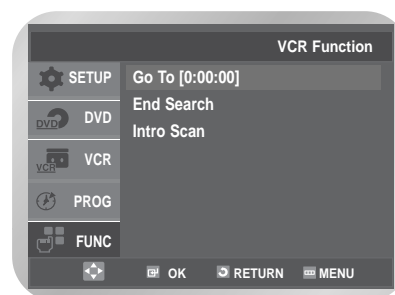 VCR Function
SETUP
DVD
DVD
VCR
VCR
PROG
FUNC
Go To [0:00:00]
End Search
Intro Scan
OK
RETURN
MENU